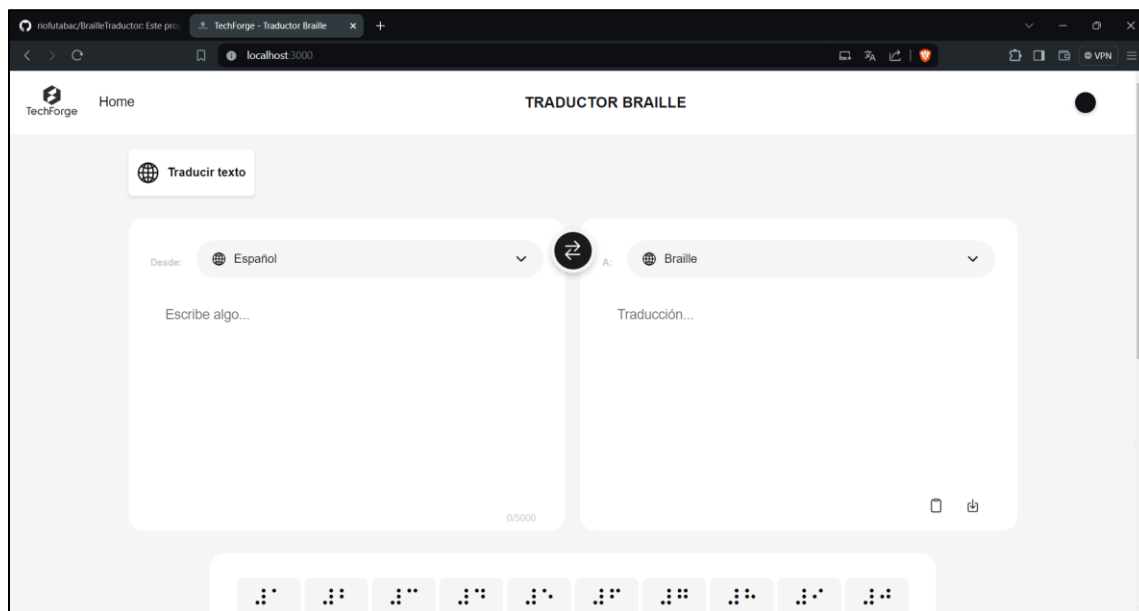 riofutabac/BrailleTraductor: Este pro
TechForge - Traductor Braille
localhost:3000
VPN
TechForge
Home
TRADUCTOR BRAILLE
Traducir texto
Desde:
Español
A:
Braille
Escribe algo...
Traducción...
0/5000
⠼⠁ ⠼⠃ ⠼⠉ ⠼⠙ ⠼⠑ ⠼⠋ ⠼⠛ ⠼⠓ ⠼⠊ ⠼⠚